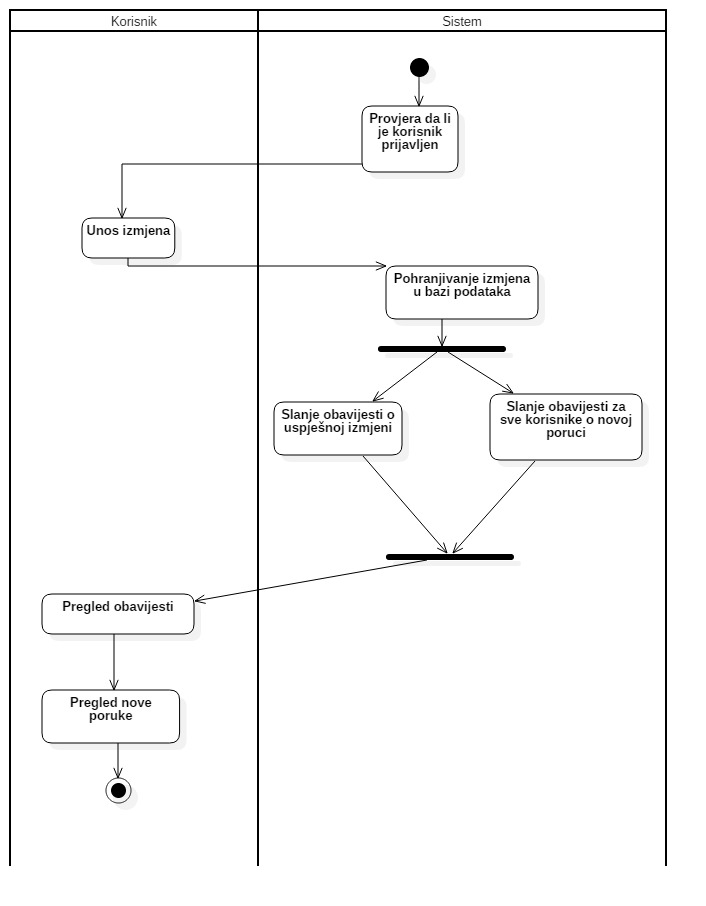 Korisnik
Sistem
Provjera da li
je korisnik
prijavljen
Unos izmjena
Pohranjivanje izmjena
u bazi podataka
Slanje obavijesti o
uspješnoj izmjeni
Slanje obavijesti za
sve korisnike o novoj
poruci
Pregled obavijesti
Pregled nove
poruke